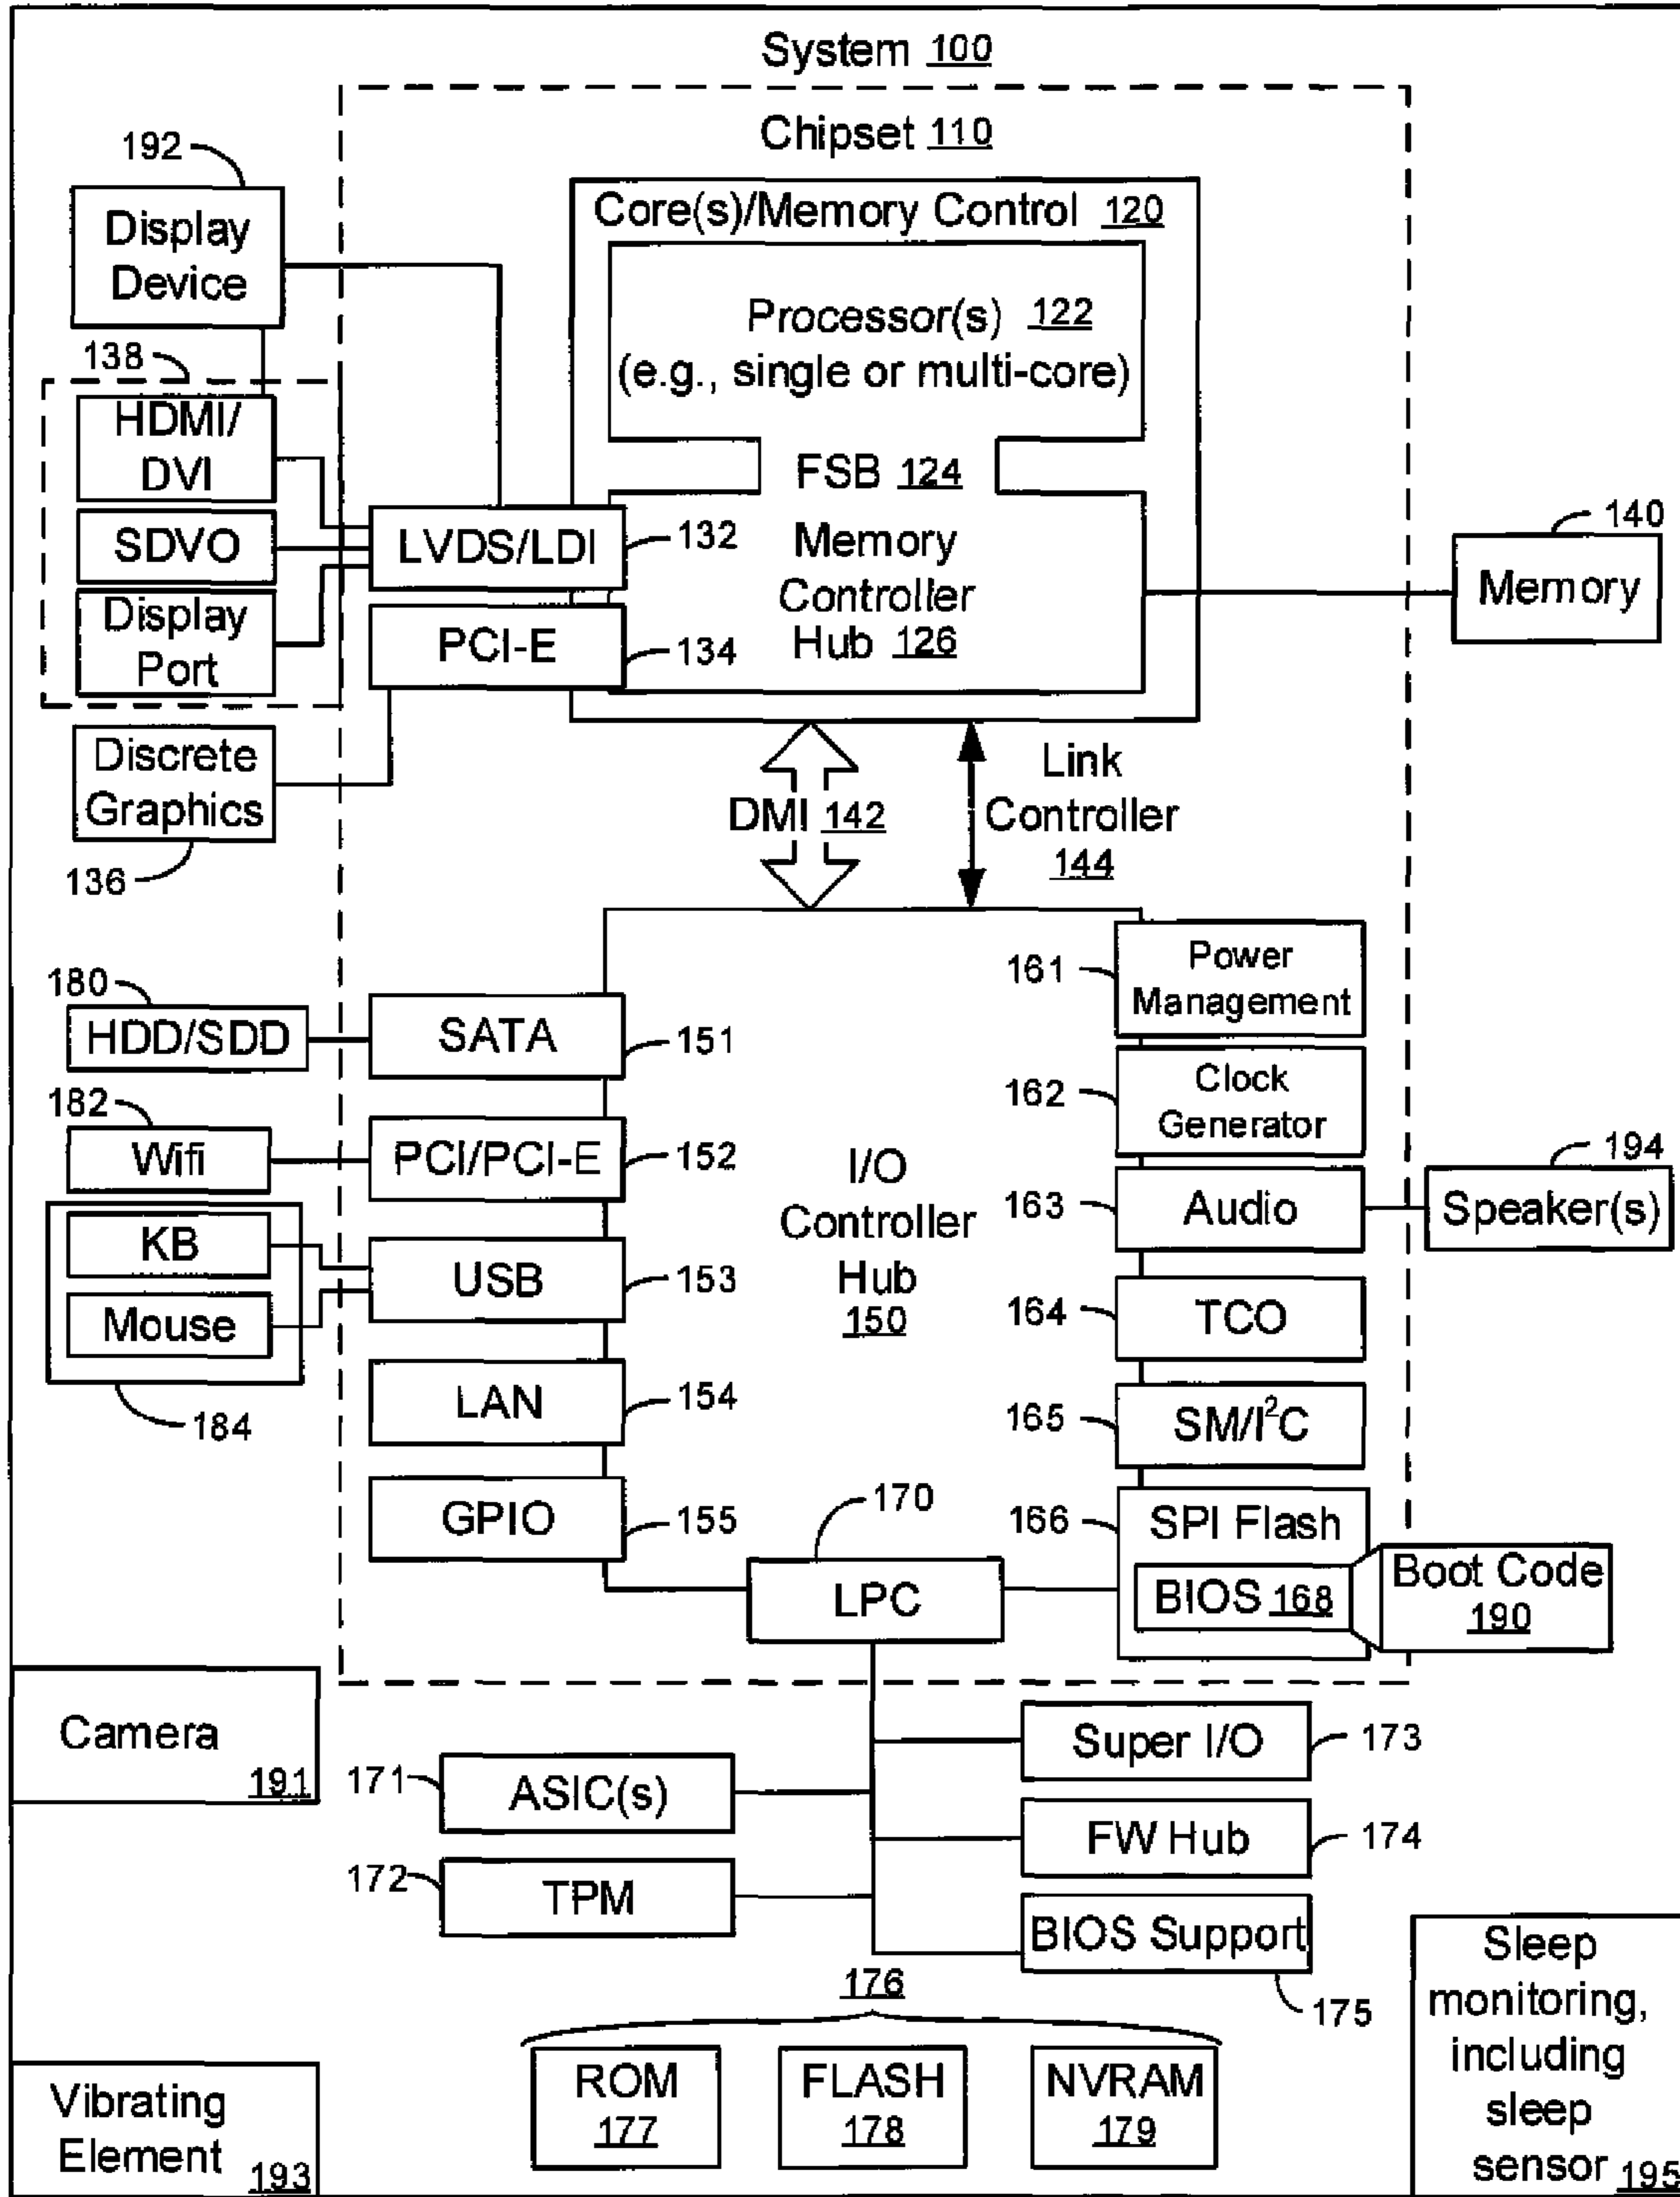 System 100
Chipset 110
192
Display
Device
Core(s)/Memory Control 120
Processor(s) 122
(e.g., single or multi-core)
138
HDMI/
DVI
SDVO
Display
Port
FSB 124
LVDS/LDI
132
PCI-E
134
Memory
Controller
Hub 126
140
Memory
Discrete
Graphics
136
DMI 142
Link
Controller
144
180
HDD/SDD
SATA
151
182
Wifi
PCI/PCI-E
152
KB
Mouse
184
USB
153
LAN
154
GPIO
155
I/O
Controller
Hub
150
161
Power
Management
162
Clock
Generator
163
Audio
194
Speaker(s)
164
TCO
165
SM/I²C
166
SPI Flash
BIOS 168
Boot Code
190
170
LPC
Camera
191
171
ASIC(s)
172
TPM
Super I/O
173
FW Hub
174
BIOS Support
175
176
ROM
177
FLASH
178
NVRAM
179
Vibrating
Element 193
Sleep
monitoring,
including
sleep
sensor 195